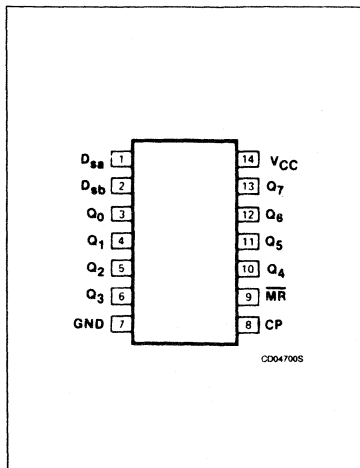 Dsa 1 14 VCC
Dsb 2 13 Q7
Q0 3 12 Q6
Q1 4 11 Q5
Q2 5 10 Q4
Q3 6 9 M̅R̅
GND 7 8 CP
CD04700S